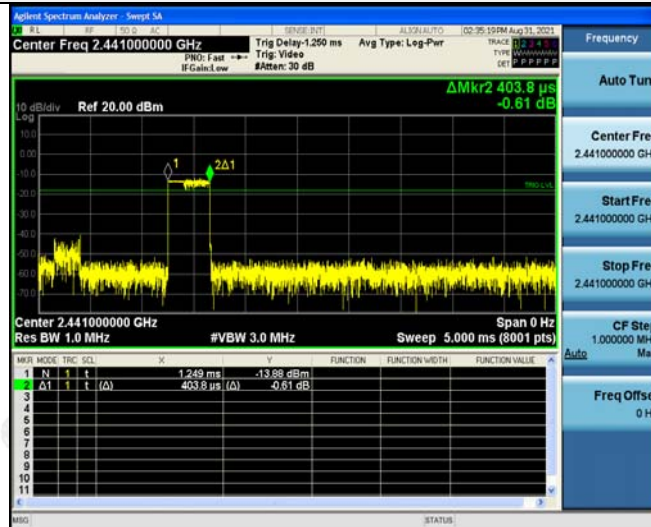 Agilent Spectrum Analyzer - Swept SA
RL RF 50 Ω AC SENSE:INT ALIGN AUTO 02:35:19 PM Aug 31, 2021
Center Freq 2.441000000 GHz
PNO: Fast
IFGain:Low
Trig Delay-1.250 ms
Trig: Video
#Atten: 30 dB
Avg Type: Log-Pwr
TRACE 1 2 3 4 5 6
TYPE
DET P P P P P P
ΔMkr2 403.8 µs
-0.61 dB
10 dB/div Ref 20.00 dBm
Log
10.0
0.00
-10.0
-20.0
-30.0
-40.0
-50.0
-60.0
-70.0
1
2Δ1
TRIG LVL
Center 2.441000000 GHz Span 0 Hz
Res BW 1.0 MHz #VBW 3.0 MHz Sweep 5.000 ms (8001 pts)
MKR MODE TRC SCL X Y FUNCTION FUNCTION WIDTH FUNCTION VALUE
1 N 1 t 1.249 ms -13.88 dBm
2 Δ1 1 t (Δ) 403.8 µs (Δ) -0.61 dB
3
4
5
6
7
8
9
10
11
MSG STATUS
Frequency
Auto Tun
Center Fre
2.441000000 GH
Start Fre
2.441000000 GH
Stop Fre
2.441000000 GH
CF Ste
1.000000 MH
Auto Ma
Freq Offse
0 H